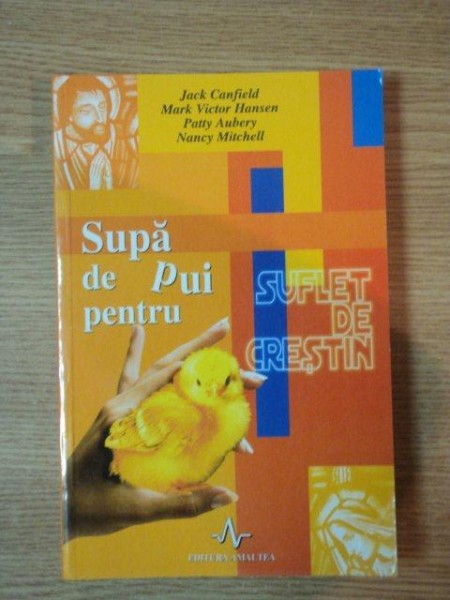 Jack Canfield
Mark Victor Hansen
Patty Aubery
Nancy Mitchell
Supă
de pui
pentru
SUFLET
DE
CREȘTIN
EDITURA AMALTEA